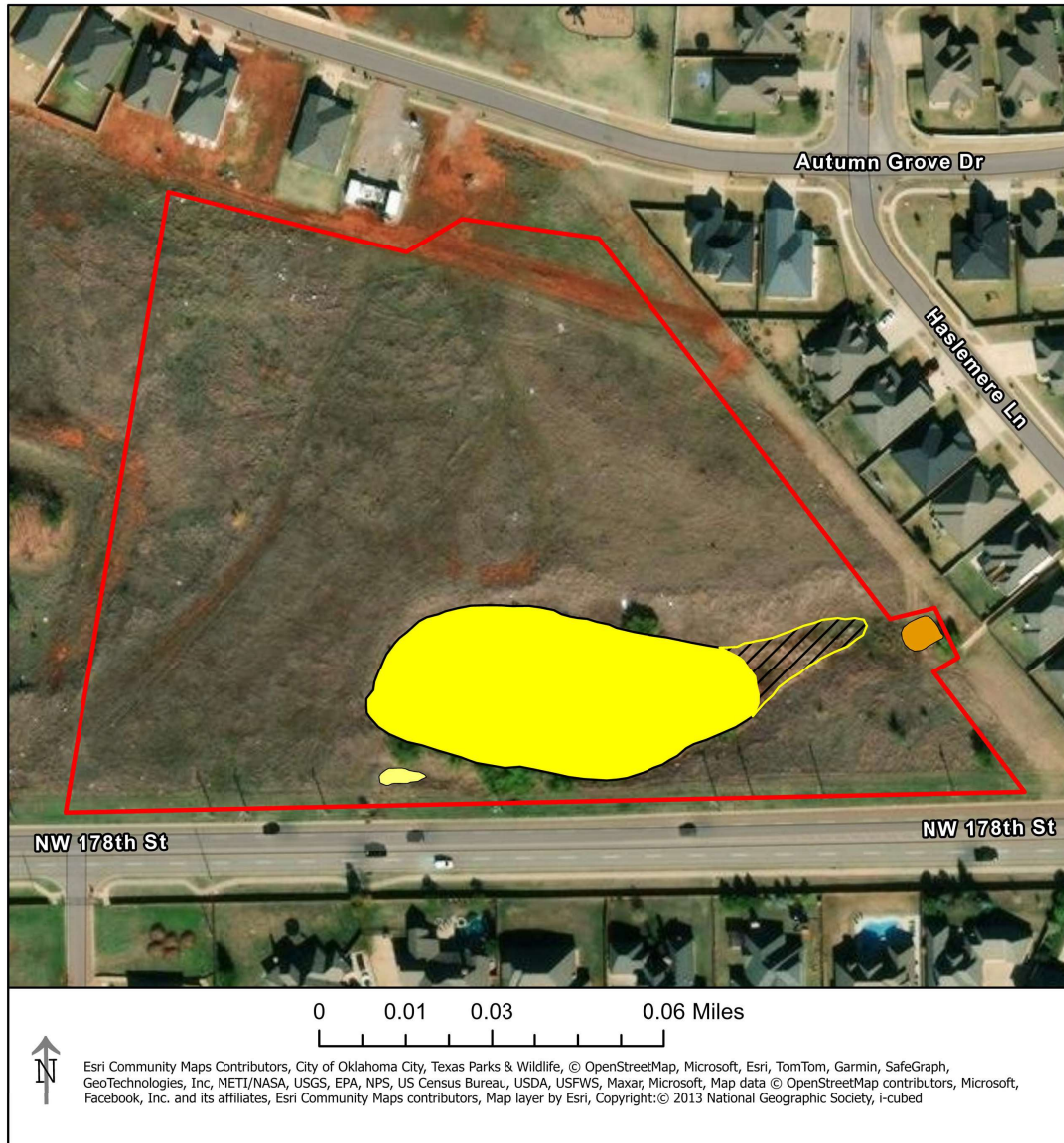 Autumn Grove Dr
Haslemere Ln
NW 178th St
NW 178th St
0 0.01 0.03 0.06 Miles
N
Esri Community Maps Contributors, City of Oklahoma City, Texas Parks & Wildlife, © OpenStreetMap, Microsoft, Esri, TomTom, Garmin, SafeGraph,
GeoTechnologies, Inc, METI/NASA, USGS, EPA, NPS, US Census Bureau, USDA, USFWS, Maxar, Microsoft, Map data © OpenStreetMap contributors, Microsoft,
Facebook, Inc. and its affiliates, Esri Community Maps contributors, Map layer by Esri, Copyright:© 2013 National Geographic Society, i-cubed